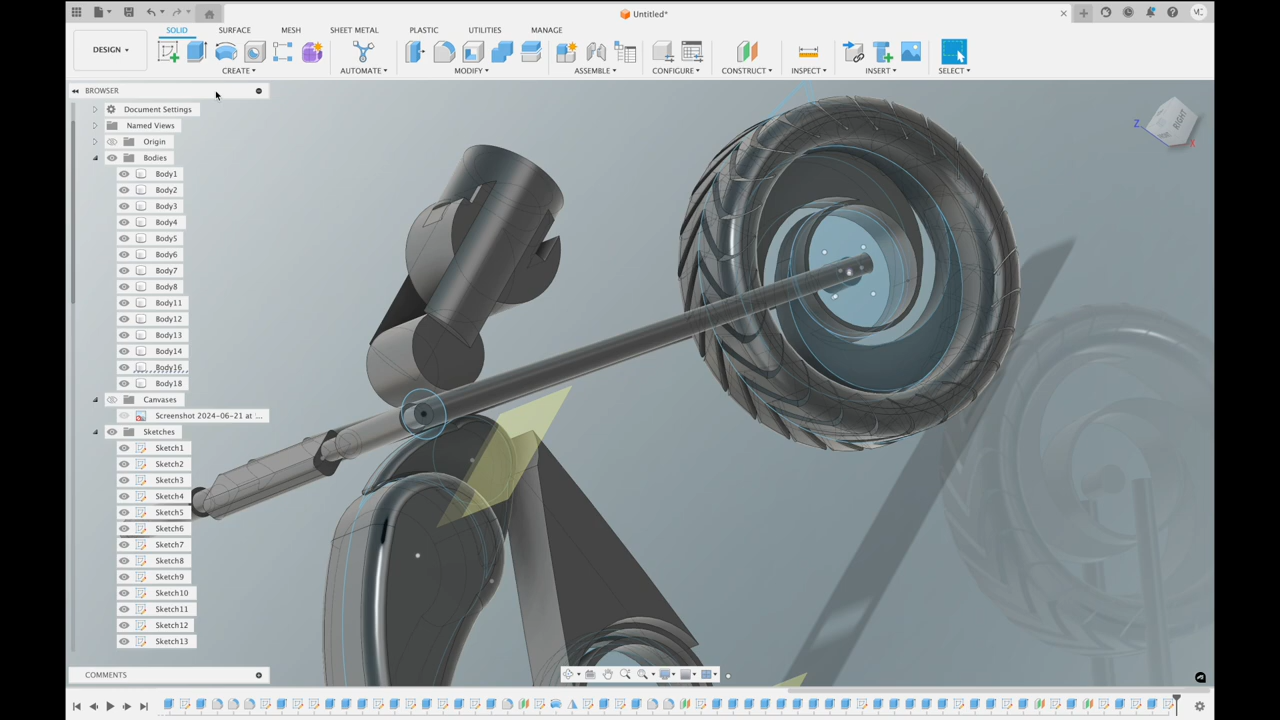 Untitled*
MC
SOLID SURFACE MESH SHEET METAL PLASTIC UTILITIES MANAGE
DESIGN
CREATE AUTOMATE MODIFY ASSEMBLE CONFIGURE CONSTRUCT INSPECT INSERT SELECT
BROWSER
Document Settings
Named Views
Origin
Bodies
Body1
Body2
Body3
Body4
Body5
Body6
Body7
Body8
Body11
Body12
Body13
Body14
Body16
Body18
Canvases
Screenshot 2024-06-21 at '...
Sketches
Sketch1
Sketch2
Sketch3
Sketch4
Sketch5
Sketch6
Sketch7
Sketch8
Sketch9
Sketch10
Sketch11
Sketch12
Sketch13
COMMENTS
Z
RIGHT
X